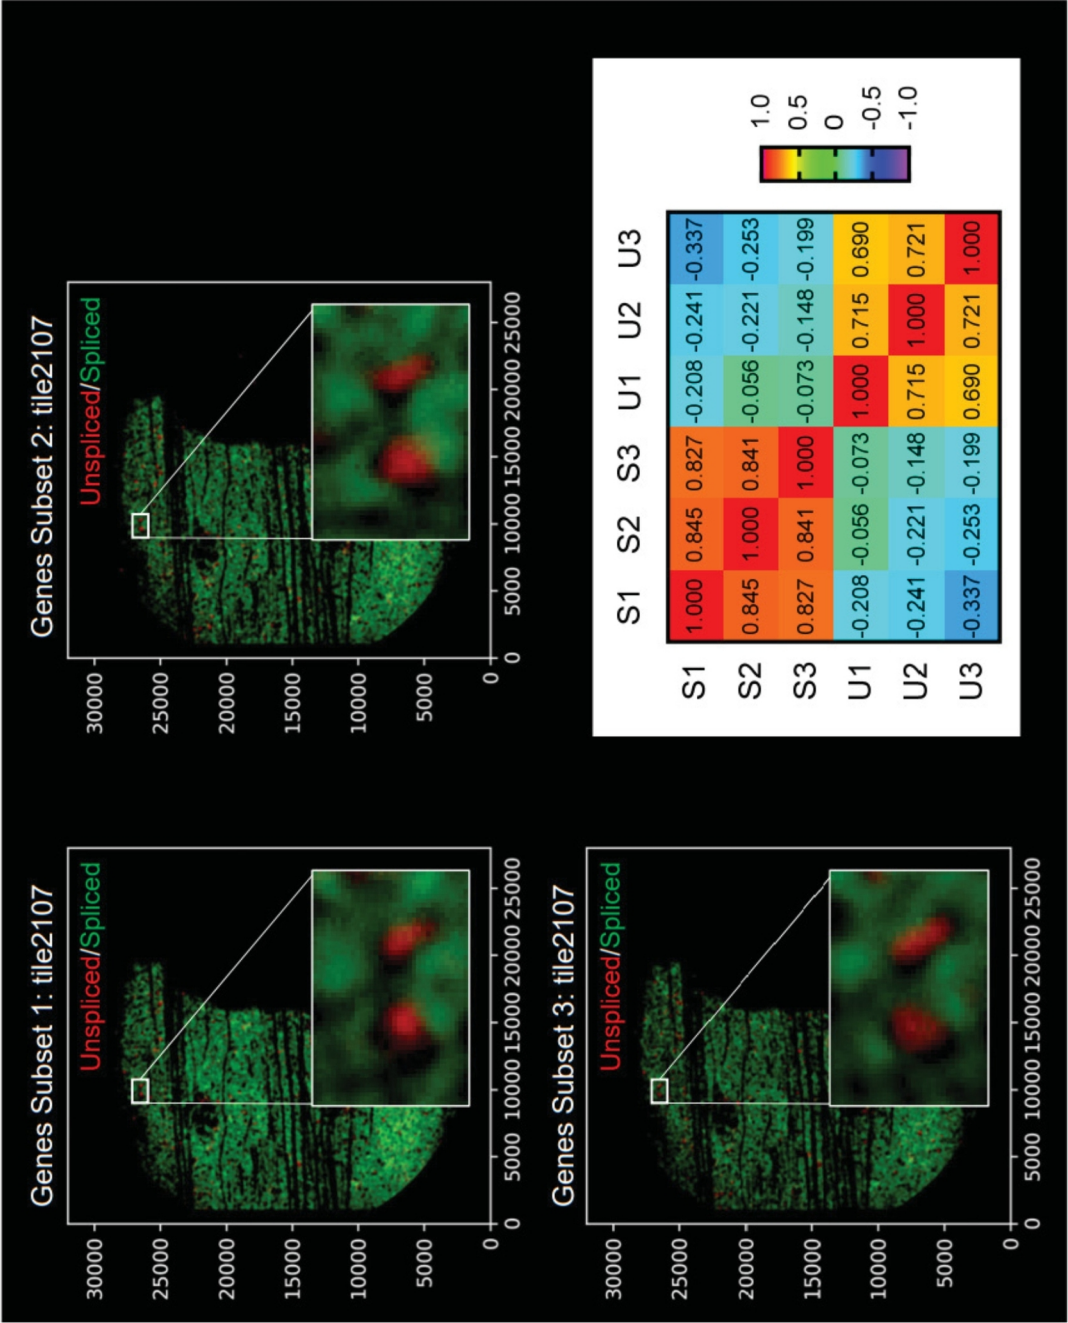 Genes Subset 1: tile2107
Unspliced/Spliced
30000
25000
20000
15000
10000
5000
0
0 5000 10000 15000 20000 25000
Genes Subset 2: tile2107
Unspliced/Spliced
30000
25000
20000
15000
10000
5000
0
0 5000 10000 15000 20000 25000
Genes Subset 3: tile2107
Unspliced/Spliced
30000
25000
20000
15000
10000
5000
0
0 5000 10000 15000 20000 25000
S1 S2 S3 U1 U2 U3
S1 1.000 0.845 0.827 -0.208 -0.241 -0.337
S2 0.845 1.000 0.841 -0.056 -0.221 -0.253
S3 0.827 0.841 1.000 -0.073 -0.148 -0.199
U1 -0.208 -0.056 -0.073 1.000 0.715 0.690
U2 -0.241 -0.221 -0.148 0.715 1.000 0.721
U3 -0.337 -0.253 -0.199 0.690 0.721 1.000
1.0
0.5
0
-0.5
-1.0